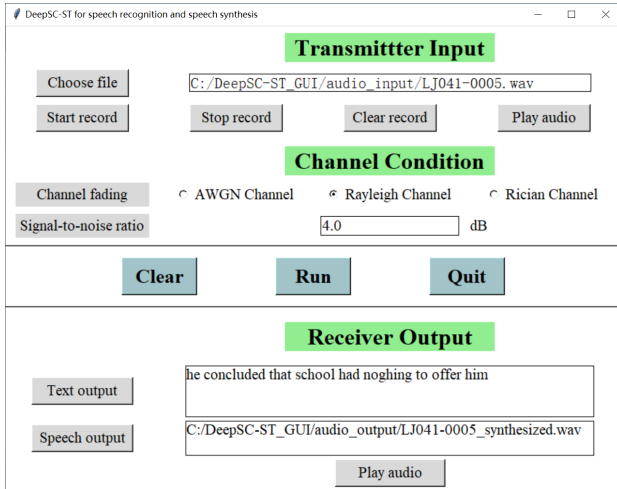 DeepSC-ST for speech recognition and speech synthesis
Transmittter Input
Choose file C:/DeepSC-ST_GUI/audio_input/LJ041-0005.wav
Start record Stop record Clear record Play audio
Channel Condition
Channel fading AWGN Channel Rayleigh Channel Rician Channel
Signal-to-noise ratio 4.0 dB
Clear Run Quit
Receiver Output
Text output he concluded that school had noghing to offer him
Speech output C:/DeepSC-ST_GUI/audio_output/LJ041-0005_synthesized.wav
Play audio